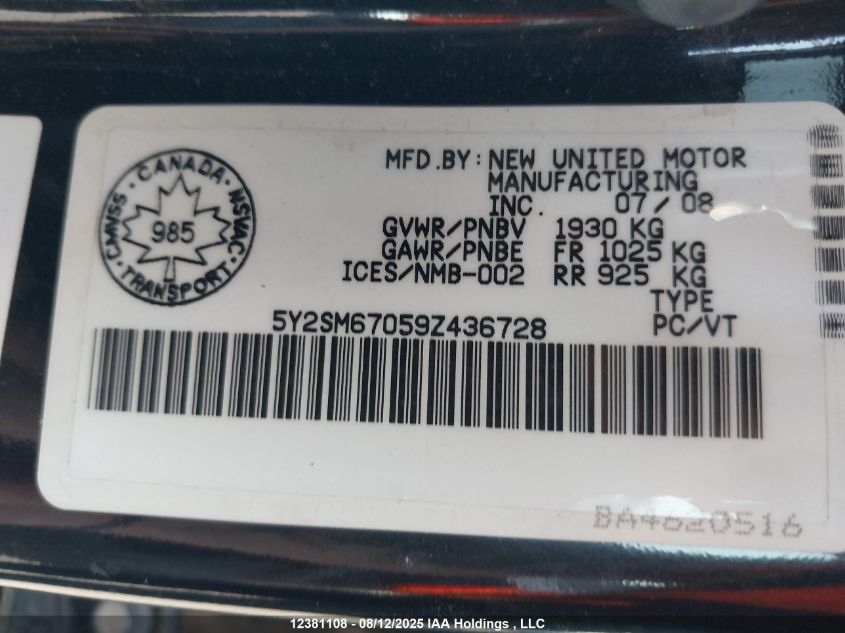 CANADA
CMVSS · NSVAC
985
TRANSPORT
MFD.BY: NEW UNITED MOTOR
MANUFACTURING
INC. 07/08
GVWR/PNBV 1930 KG
GAWR/PNBE FR 1025 KG
ICES/NMB-002 RR 925 KG
TYPE
5Y2SM67059Z436728 PC/VT
BA4620516
12381108 - 08/12/2025 IAA Holdings , LLC